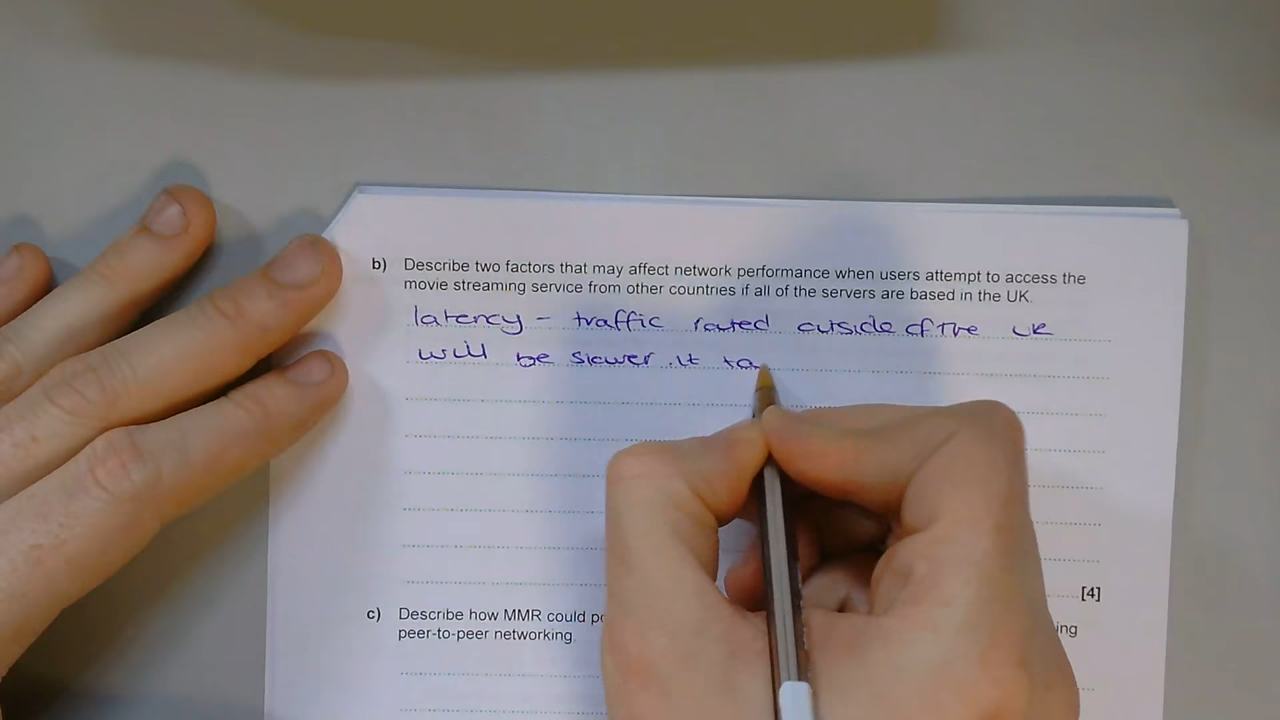 b) Describe two factors that may affect network performance when users attempt to access the
movie streaming service from other countries if all of the servers are based in the UK.
latency - traffic routed outside of the UK
will be slower. it ta
[4]
c) Describe how MMR could
ing
peer-to-peer networking.